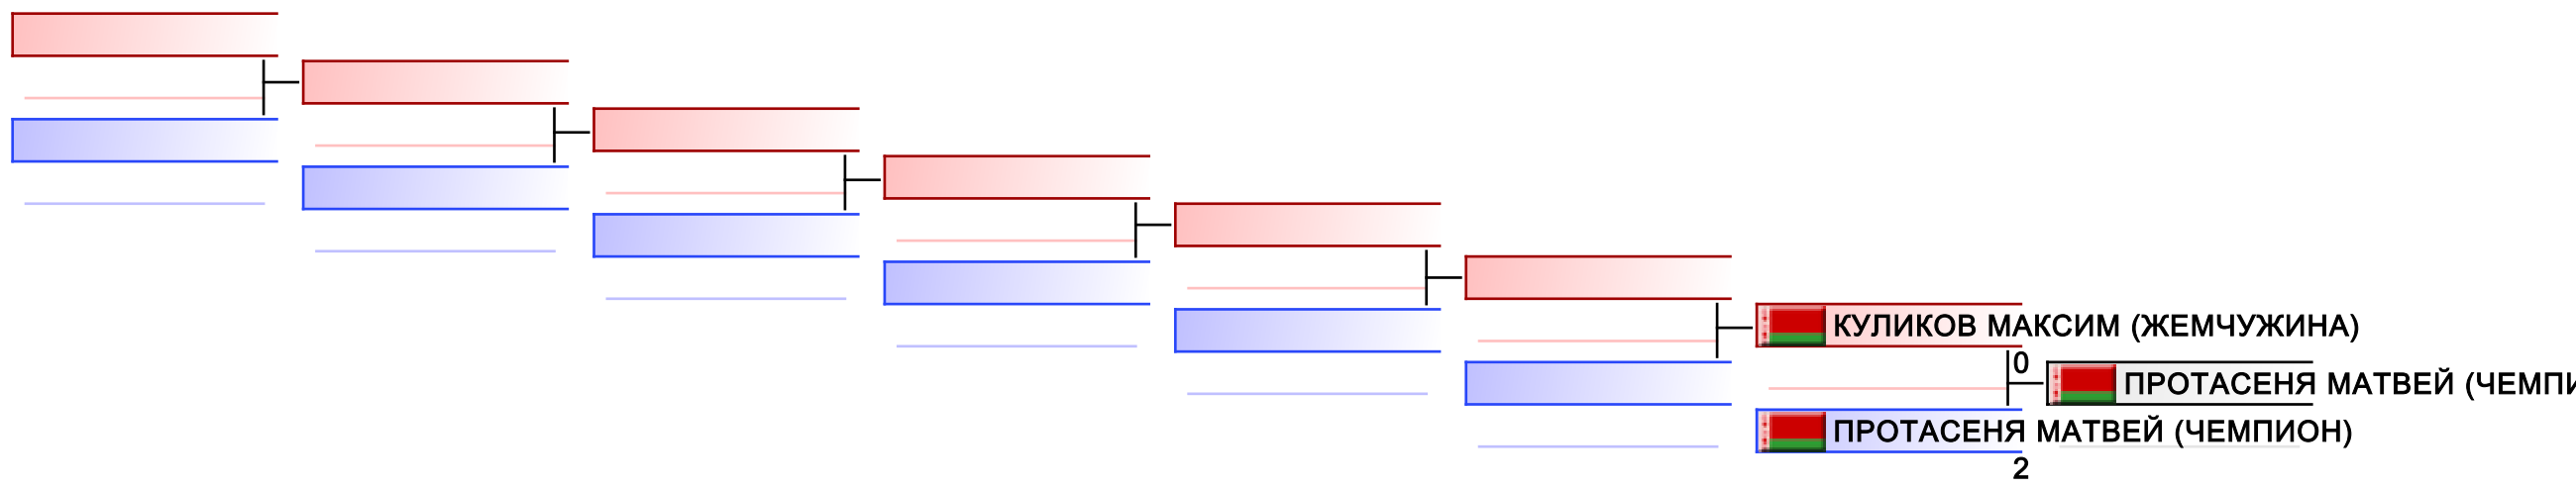 КУЛИКОВ МАКСИМ (ЖЕМЧУЖИНА)
0
ПРОТАСЕНЯ МАТВЕЙ (ЧЕМПИ
ПРОТАСЕНЯ МАТВЕЙ (ЧЕМПИОН)
2